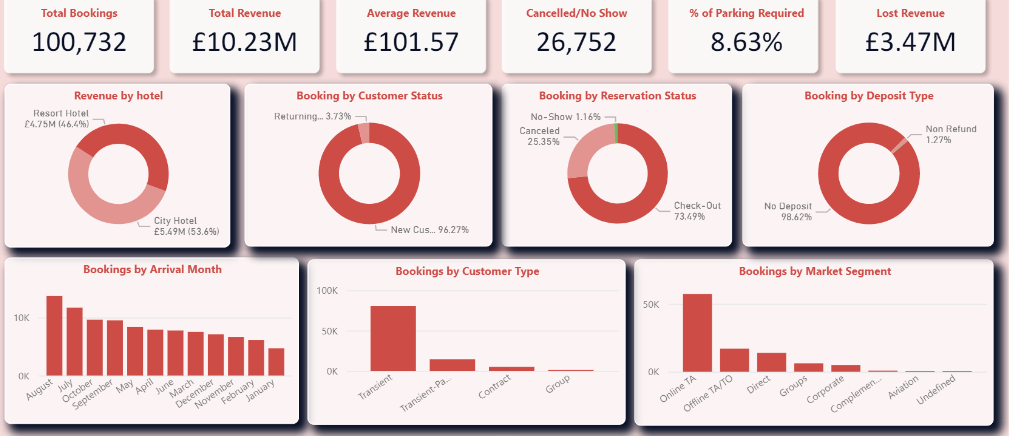 Total Bookings
100,732
Total Revenue
£10.23M
Average Revenue
£101.57
Cancelled/No Show
26,752
% of Parking Required
8.63%
Lost Revenue
£3.47M
Revenue by hotel
Resort Hotel
£4.75M (46.4%)
City Hotel
£5.49M (53.6%)
Booking by Customer Status
Returning... 3.73%
New Cus... 96.27%
Booking by Reservation Status
No-Show 1.16%
Canceled
25.35%
Check-Out
73.49%
Booking by Deposit Type
Non Refund
1.27%
No Deposit
98.62%
Bookings by Arrival Month
10K
0K
August
July
October
September
May
April
June
March
December
November
February
January
Bookings by Customer Type
100K
50K
0K
Transient
Transient-Pa...
Contract
Group
Bookings by Market Segment
50K
0K
Online TA
Offline TA/TO
Direct
Groups
Corporate
Complemen...
Aviation
Undefined